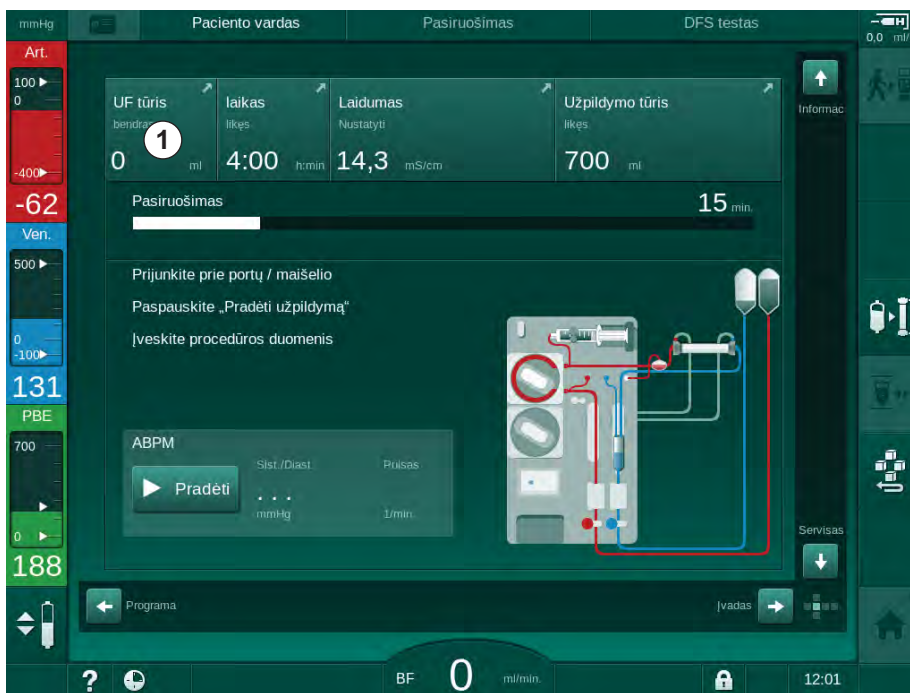 mmHg
Paciento vardas
Pasiruošimas
DFS testas
0,0 ml/
Art.
100
0
-400
-62
Ven.
500
0
-100
131
PBE
700
0
188
UF tūris
bendras
0 ml
1
laikas
likęs
4:00 h:min
Laidumas
Nustatyti
14,3 mS/cm
Užpildymo tūris
likęs
700 ml
Informac
Pasiruošimas
15 min.
Prijunkite prie portų / maišelio
Paspauskite „Pradėti užpildymą“
Įveskite procedūros duomenis
ABPM
Sist./Diast.
Pulsas
Pradėti
. . .
mmHg
1/min.
Servisas
Programa
Įvadas
?
BF 0 ml/min.
12:01